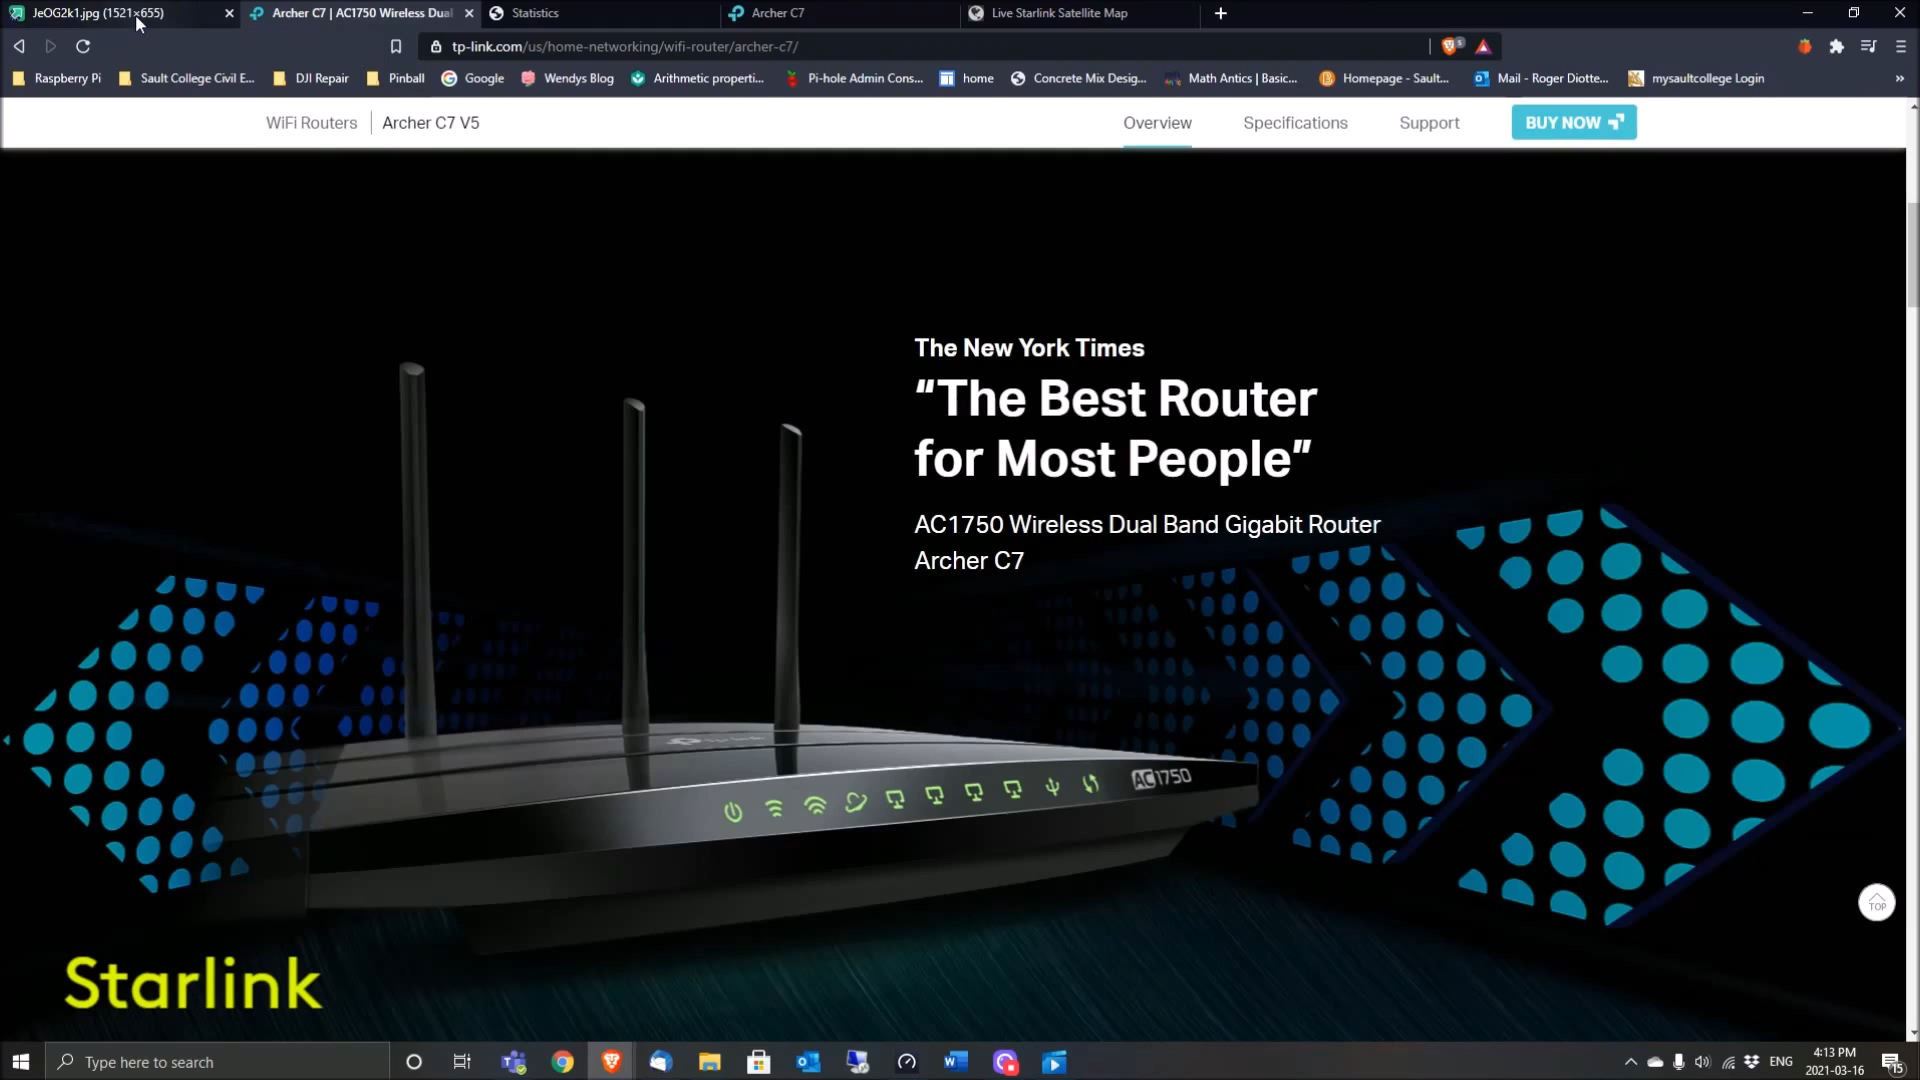 JeOG2k1.jpg (1521×655)
Archer C7 | AC1750 Wireless Dual
Statistics
Archer C7
Live Starlink Satellite Map
tp-link.com/us/home-networking/wifi-router/archer-c7/
5
Raspberry Pi
Sault College Civil E...
DJI Repair
Pinball
Google
Wendys Blog
Arithmetic properti...
Pi-hole Admin Cons...
home
Concrete Mix Desig...
Math Antics | Basic...
Homepage - Sault...
Mail - Roger Diotte...
mysaultcollege Login
»
WiFi Routers
Archer C7 V5
Overview
Specifications
Support
BUY NOW
The New York Times
“The Best Router
for Most People”
AC1750 Wireless Dual Band Gigabit Router
Archer C7
AC1750
TOP
Starlink
Type here to search
ENG
4:13 PM
2021-03-16
15